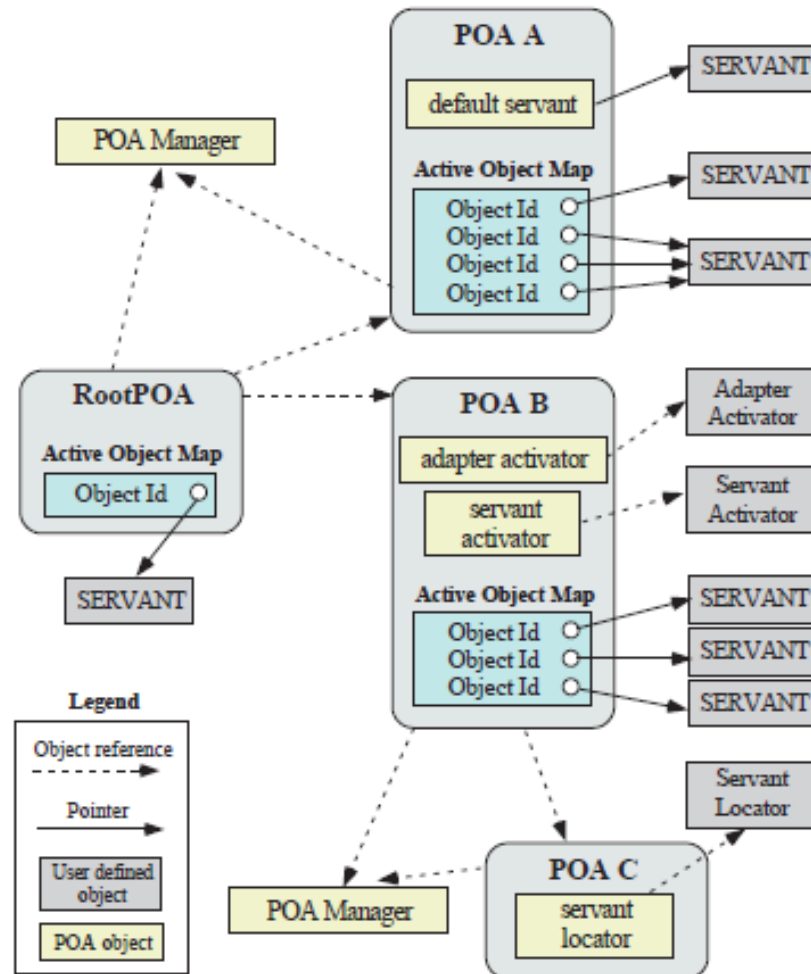 POA A
default servant
Active Object Map
Object Id
Object Id
Object Id
Object Id
SERVANT
SERVANT
SERVANT
POA Manager
RootPOA
Active Object Map
Object Id
SERVANT
POA B
adapter activator
servant
activator
Active Object Map
Object Id
Object Id
Object Id
Adapter
Activator
Servant
Activator
SERVANT
SERVANT
SERVANT
Legend
Object reference
Pointer
User defined
object
POA object
POA Manager
POA C
servant
locator
Servant
Locator